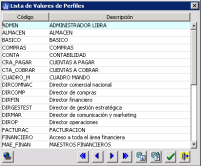 Lista de Valores de Perfiles
Código Descripción
ADMIN ADMINISTRADOR LIBRA
ALMACEN ALMACEN
BASICO BASICO
COMPRAS COMPRAS
CONTA CONTABILIDAD
CRA_PAGAR CUENTAS A PAGAR
CTA_COBRAR CUENTAS A COBRAR
CUADRO_M CUADRO MANDO
DIRCOMNAC Director comercial nacional
DIRCOMP Director de compras
DIRFIN Director financiero
DIRGESTEST Director de gestión estratégica
DIRMAR Director de comunicación y marketing
DIROP Director operaciones
FACTURAC FACTURACION
FINANCIERO Acceso a toda el área financiera
MAE_FINAN MAESTROS FINANCIEROS